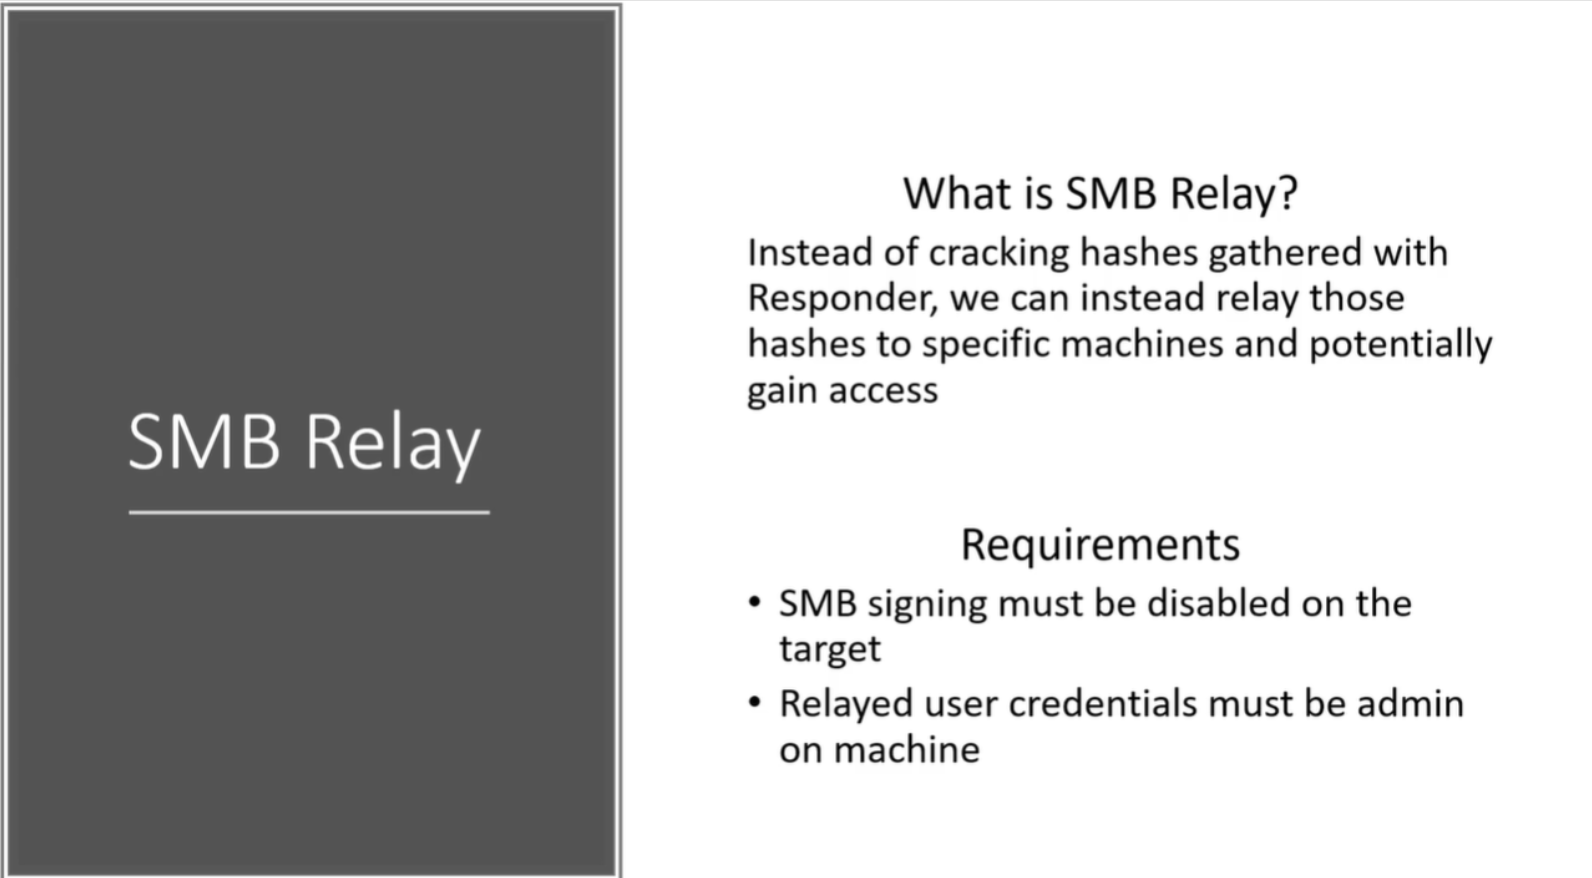 SMB Relay
What is SMB Relay?
Instead of cracking hashes gathered with
Responder, we can instead relay those
hashes to specific machines and potentially
gain access
Requirements
• SMB signing must be disabled on the
target
• Relayed user credentials must be admin
on machine